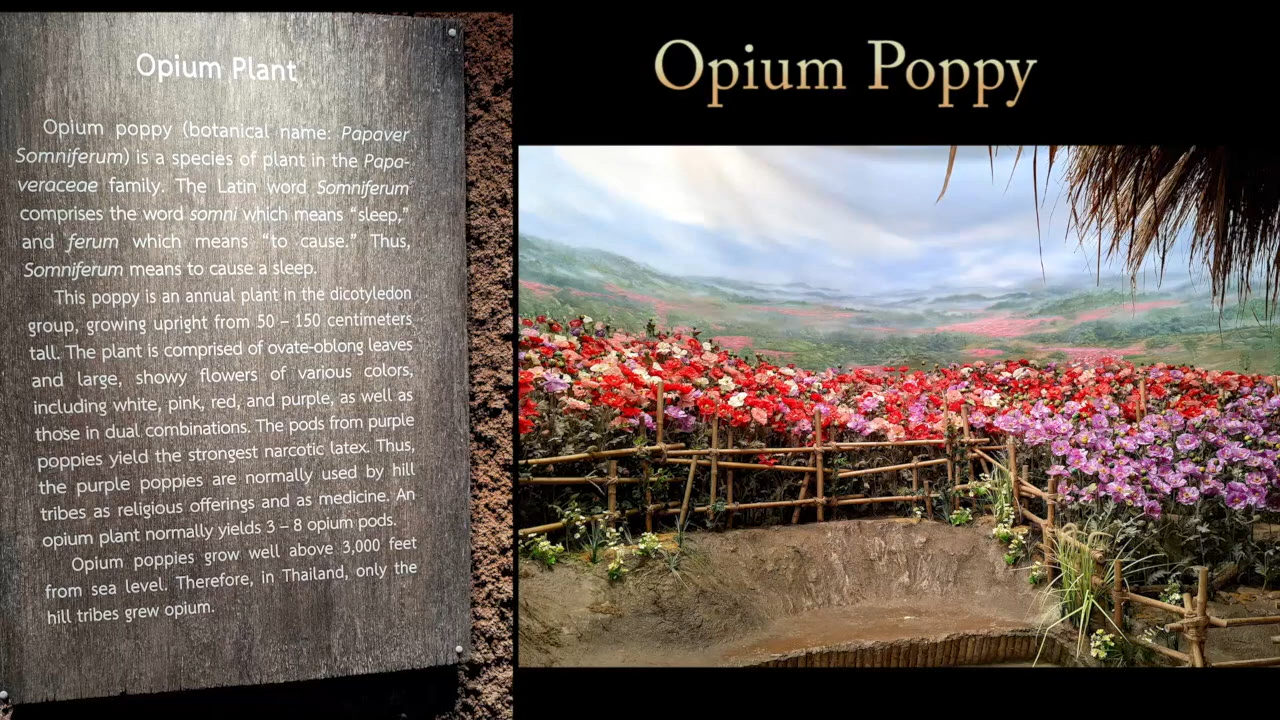 Opium Plant
Opium poppy (botanical name: Papaver
Somniferum) is a species of plant in the Papa-
veraceae family. The Latin word Somniferum
comprises the word somni which means “sleep,”
and ferum which means “to cause.” Thus,
Somniferum means to cause a sleep.
This poppy is an annual plant in the dicotyledon
group, growing upright from 50 – 150 centimeters
tall. The plant is comprised of ovate-oblong leaves
and large, showy flowers of various colors,
including white, pink, red, and purple, as well as
those in dual combinations. The pods from purple
poppies yield the strongest narcotic latex. Thus,
the purple poppies are normally used by hill
tribes as religious offerings and as medicine. An
opium plant normally yields 3 – 8 opium pods.
Opium poppies grow well above 3,000 feet
from sea level. Therefore, in Thailand, only the
hill tribes grew opium.
Opium Poppy